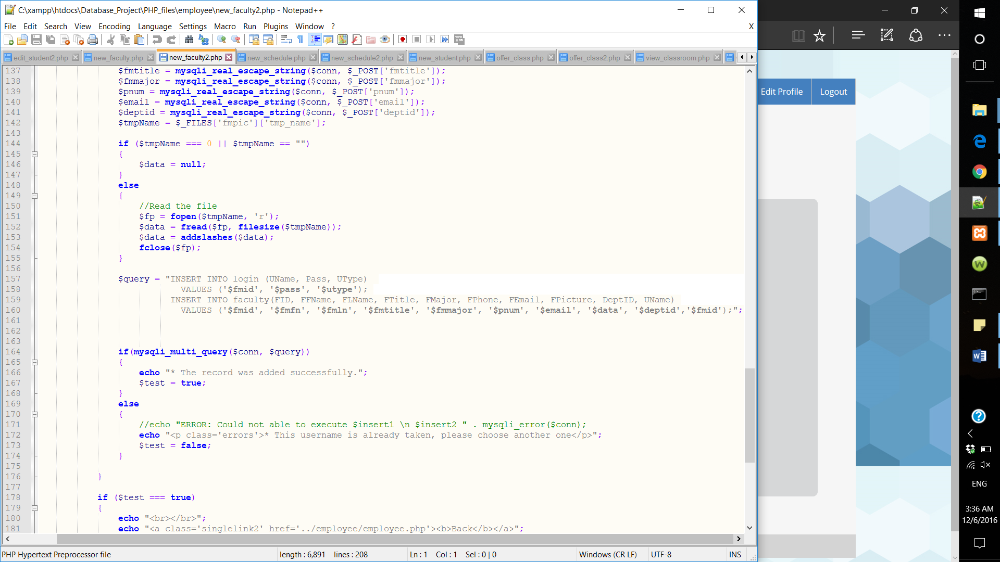 C:\xampp\htdocs\Database_Project\PHP_files\employee\new_faculty2.php - Notepad++
File Edit Search View Encoding Language Settings Macro Run Plugins Window ? X
edit_student2.php new_faculty.php new_faculty2.php new_schedule.php new_schedule2.php new_student.php offer_class.php offer_class2.php view_classroom.php
137 $fmtitle = mysqli_real_escape_string($conn, $_POST['fmtitle']);
138 $fmmajor = mysqli_real_escape_string($conn, $_POST['fmmajor']);
139 $pnum = mysqli_real_escape_string($conn, $_POST['pnum']);
140 $email = mysqli_real_escape_string($conn, $_POST['email']);
141 $deptid = mysqli_real_escape_string($conn, $_POST['deptid']);
142 $tmpName = $_FILES['fmpic']['tmp_name'];
143
144 if ($tmpName === 0 || $tmpName == "")
145 {
146 $data = null;
147 }
148 else
149 {
150 //Read the file
151 $fp = fopen($tmpName, 'r');
152 $data = fread($fp, filesize($tmpName));
153 $data = addslashes($data);
154 fclose($fp);
155 }
156
157 $query = "INSERT INTO login (UName, Pass, UType)
158 VALUES ('$fmid', '$pass', '$utype');
159 INSERT INTO faculty(FID, FFName, FLName, FTitle, FMajor, FPhone, FEmail, FPicture, DeptID, UName)
160 VALUES ('$fmid', '$fmfn', '$fmln', '$fmtitle', '$fmmajor', '$pnum', '$email', '$data', '$deptid','$fmid');";
161
162
163
164 if(mysqli_multi_query($conn, $query))
165 {
166 echo "* The record was added successfully.";
167 $test = true;
168 }
169 else
170 {
171 //echo "ERROR: Could not able to execute $insert1 \n $insert2 " . mysqli_error($conn);
172 echo "<p class='errors'>* This username is already taken, please choose another one</p>";
173 $test = false;
174 }
175
176 }
177
178 if ($test === true)
179 {
180 echo "<br></br>";
181 echo "<a class='singlelink2' href='../employee/employee.php'><b>Back</b></a>";
PHP Hypertext Preprocessor file length : 6,891 lines : 208 Ln : 1 Col : 1 Sel : 0 | 0 Windows (CR LF) UTF-8 INS
Edit Profile Logout
ENG
3:36 AM
12/6/2016